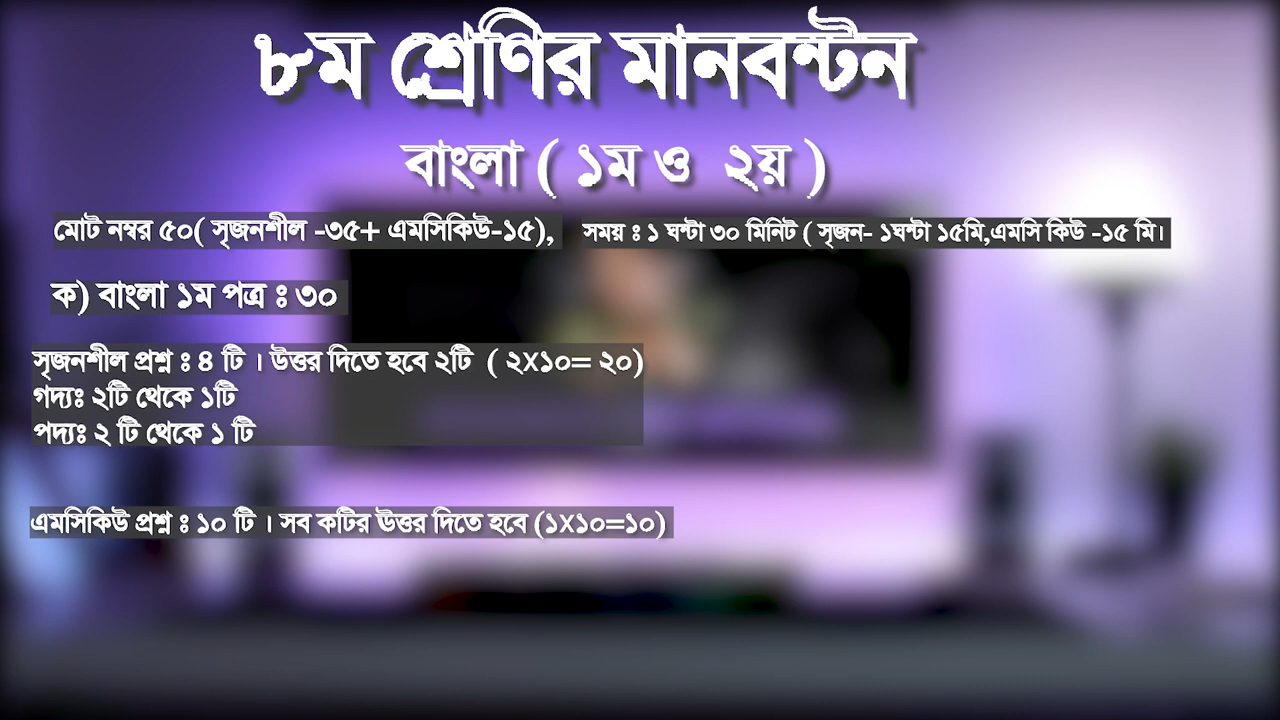 ৮ম শ্রেণির মানবন্টন
বাংলা ( ১ম ও ২য় )
মোট নম্বর ৫০( সৃজনশীল -৩৫+ এমসিকিউ-১৫), সময় ঃ ১ ঘন্টা ৩০ মিনিট ( সৃজন- ১ঘন্টা ১৫মি,এমসি কিউ -১৫ মি।
ক) বাংলা ১ম পত্র ঃ ৩০
সৃজনশীল প্রশ্ন ঃ ৪ টি । উত্তর দিতে হবে ২টি ( ২X১০= ২০)
গদ্যঃ ২টি থেকে ১টি
পদ্যঃ ২ টি থেকে ১ টি
এমসিকিউ প্রশ্ন ঃ ১০ টি । সব কটির ঊত্তর দিতে হবে (১X১০=১০)